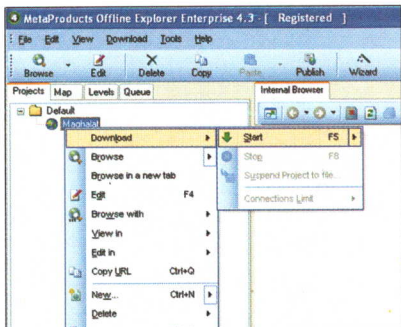 MetaProducts Offline Explorer Enterprise 4.3 - [ Registered ]
File Edit View Download Tools Help
Browse Edit Delete Copy Paste Publish Wizard
Projects Map Levels Queue Internal Browser
Default
Maghalat
Download Start F5
Browse Stop F8
Browse in a new tab Suspend Project to file...
Edit F4 Connections Limit
Browse with
View in
Edit in
Copy URL Ctrl+Q
New... Ctrl+N
Delete